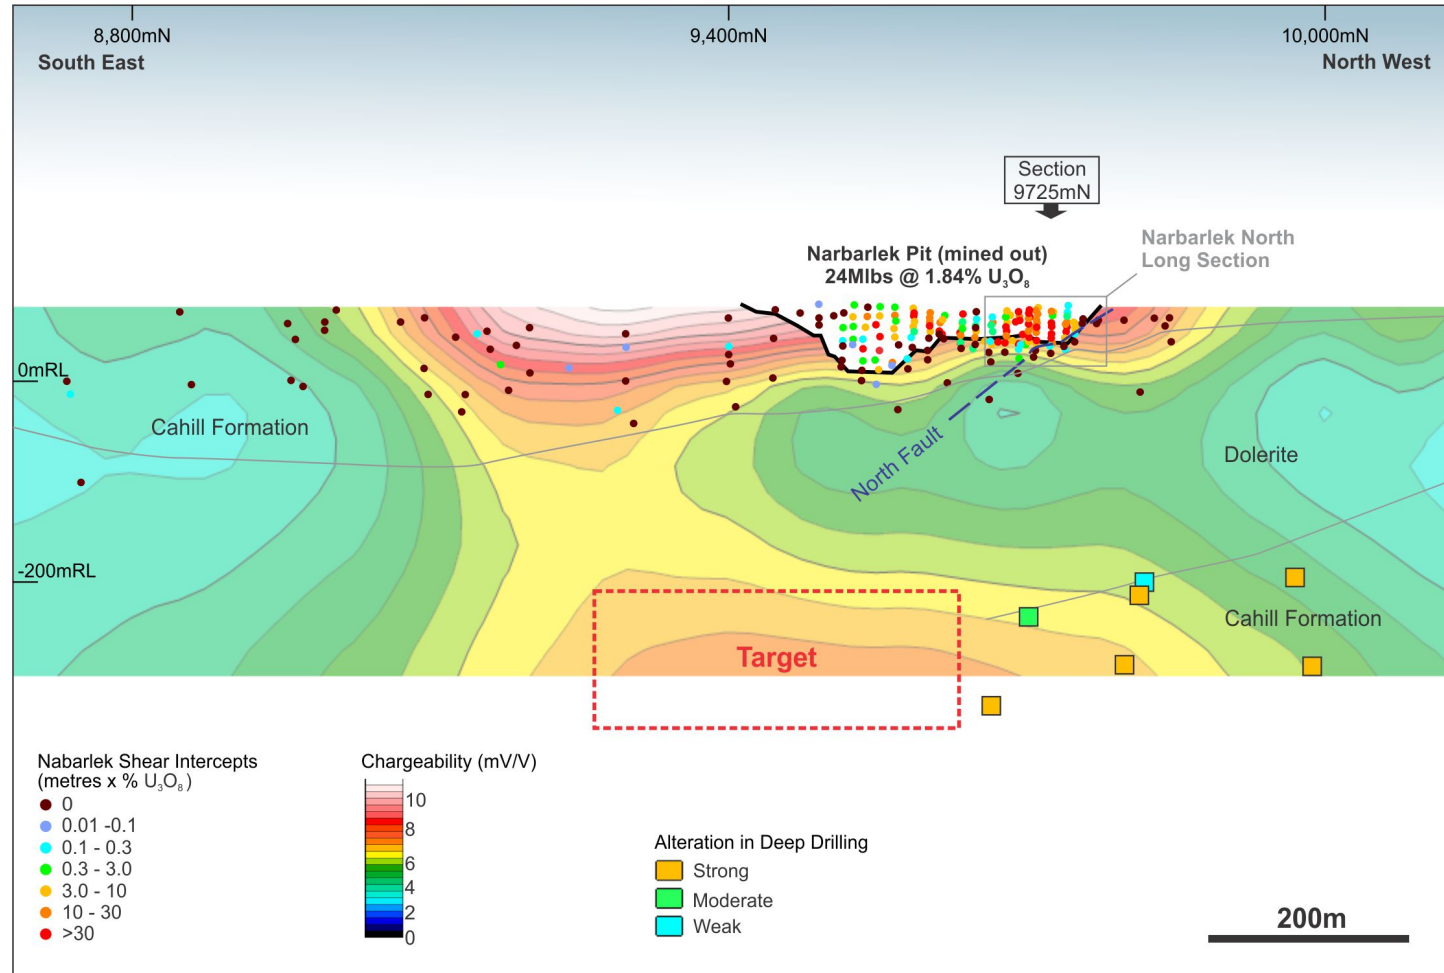 8,800mN
9,400mN
10,000mN
South East
North West
Section
9725mN
Narbarlek Pit (mined out)
24Mlbs @ 1.84% U₃O₈
Narbarlek North
Long Section
0mRL
Cahill Formation
North Fault
Dolerite
-200mRL
Cahill Formation
Target
Nabarlek Shear Intercepts
(metres x % U₃O₈)
0
0.01 -0.1
0.1 - 0.3
0.3 - 3.0
3.0 - 10
10 - 30
>30
Chargeability (mV/V)
10
8
6
4
2
0
Alteration in Deep Drilling
Strong
Moderate
Weak
200m